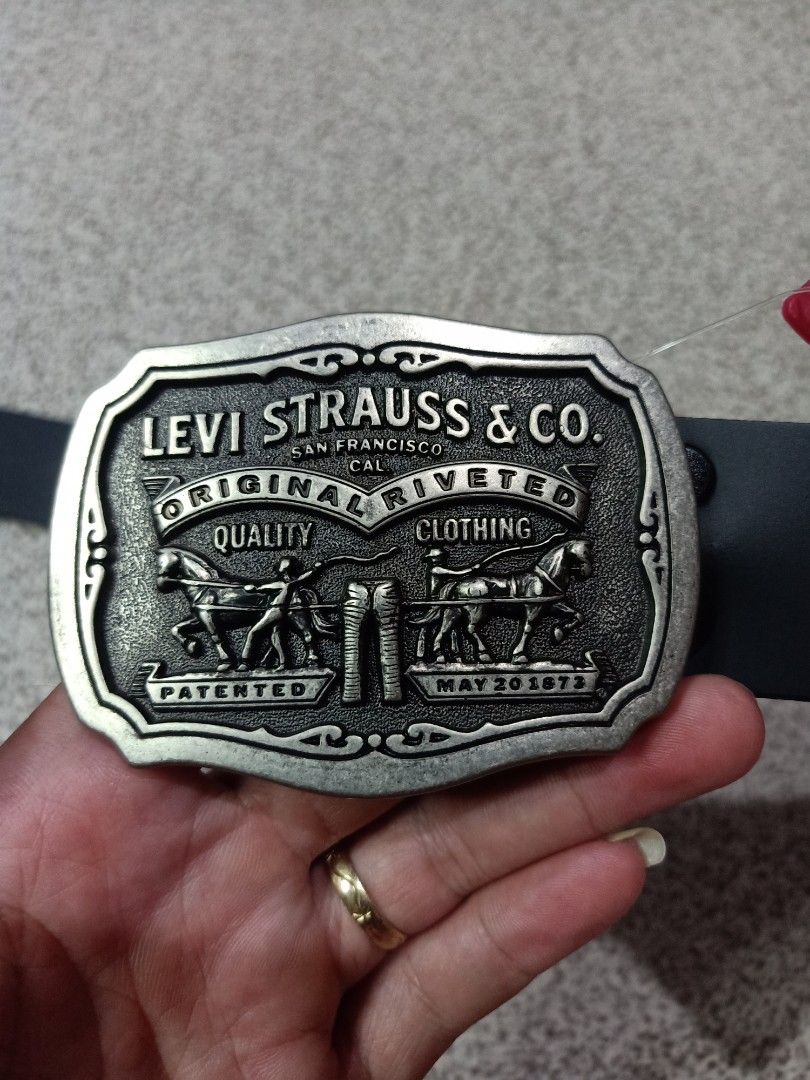 LEVI STRAUSS & CO.
SAN FRANCISCO
CAL
ORIGINAL RIVETED
QUALITY CLOTHING
PATENTED MAY 20 1873